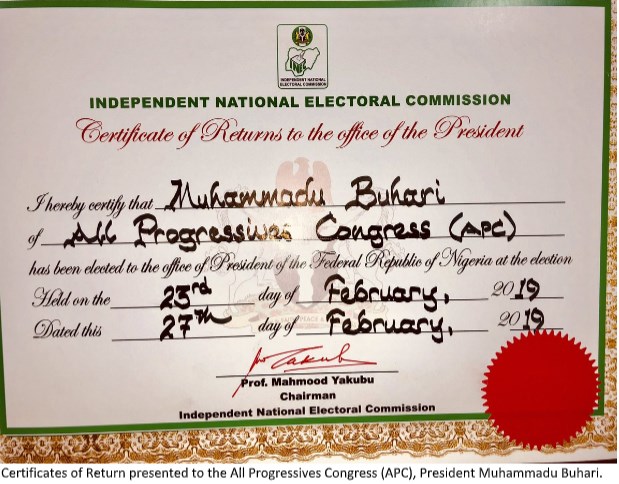 INDEPENDENT NATIONAL
ELECTORAL COMMISSION
INDEPENDENT NATIONAL ELECTORAL COMMISSION
Certificate of Returns to the office of the President
I hereby certify that Muhammadu Buhari
of All Progressives Congress (APC)
has been elected to the office of President of the Federal Republic of Nigeria at the election
Held on the 23rd day of February, 2019
Dated this 27th day of February, 2019
Yakubu
Prof. Mahmood Yakubu
Chairman
Independent National Electoral Commission
Certificates of Return presented to the All Progressives Congress (APC), President Muhammadu Buhari.